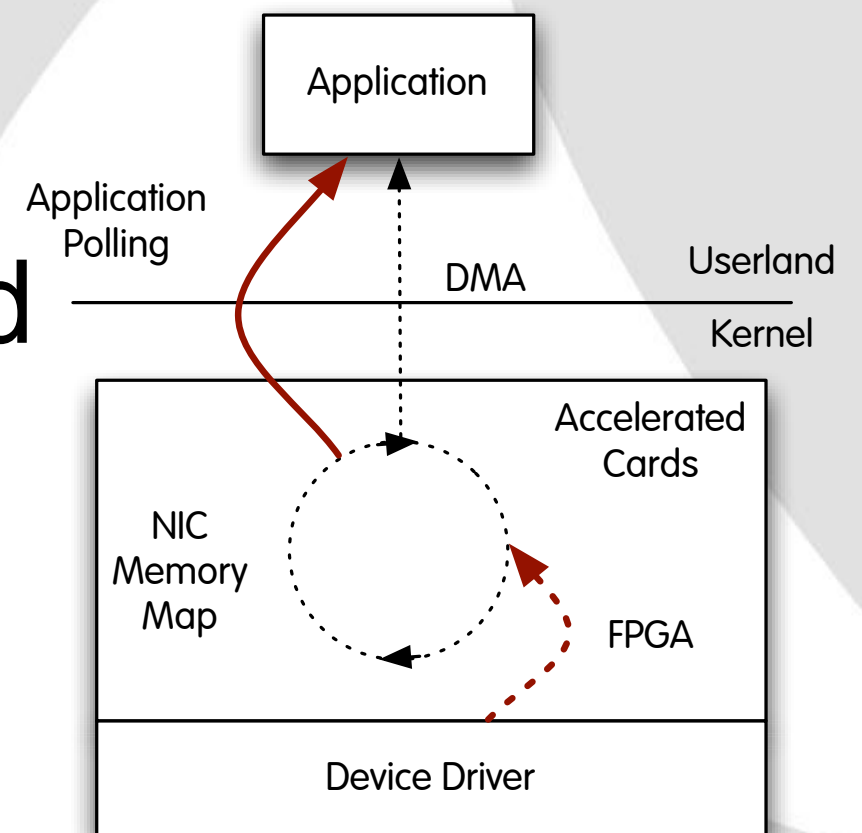 Application
Application
Polling
DMA
Userland
d
Kernel
Accelerated
Cards
NIC
Memory
Map
FPGA
Device Driver